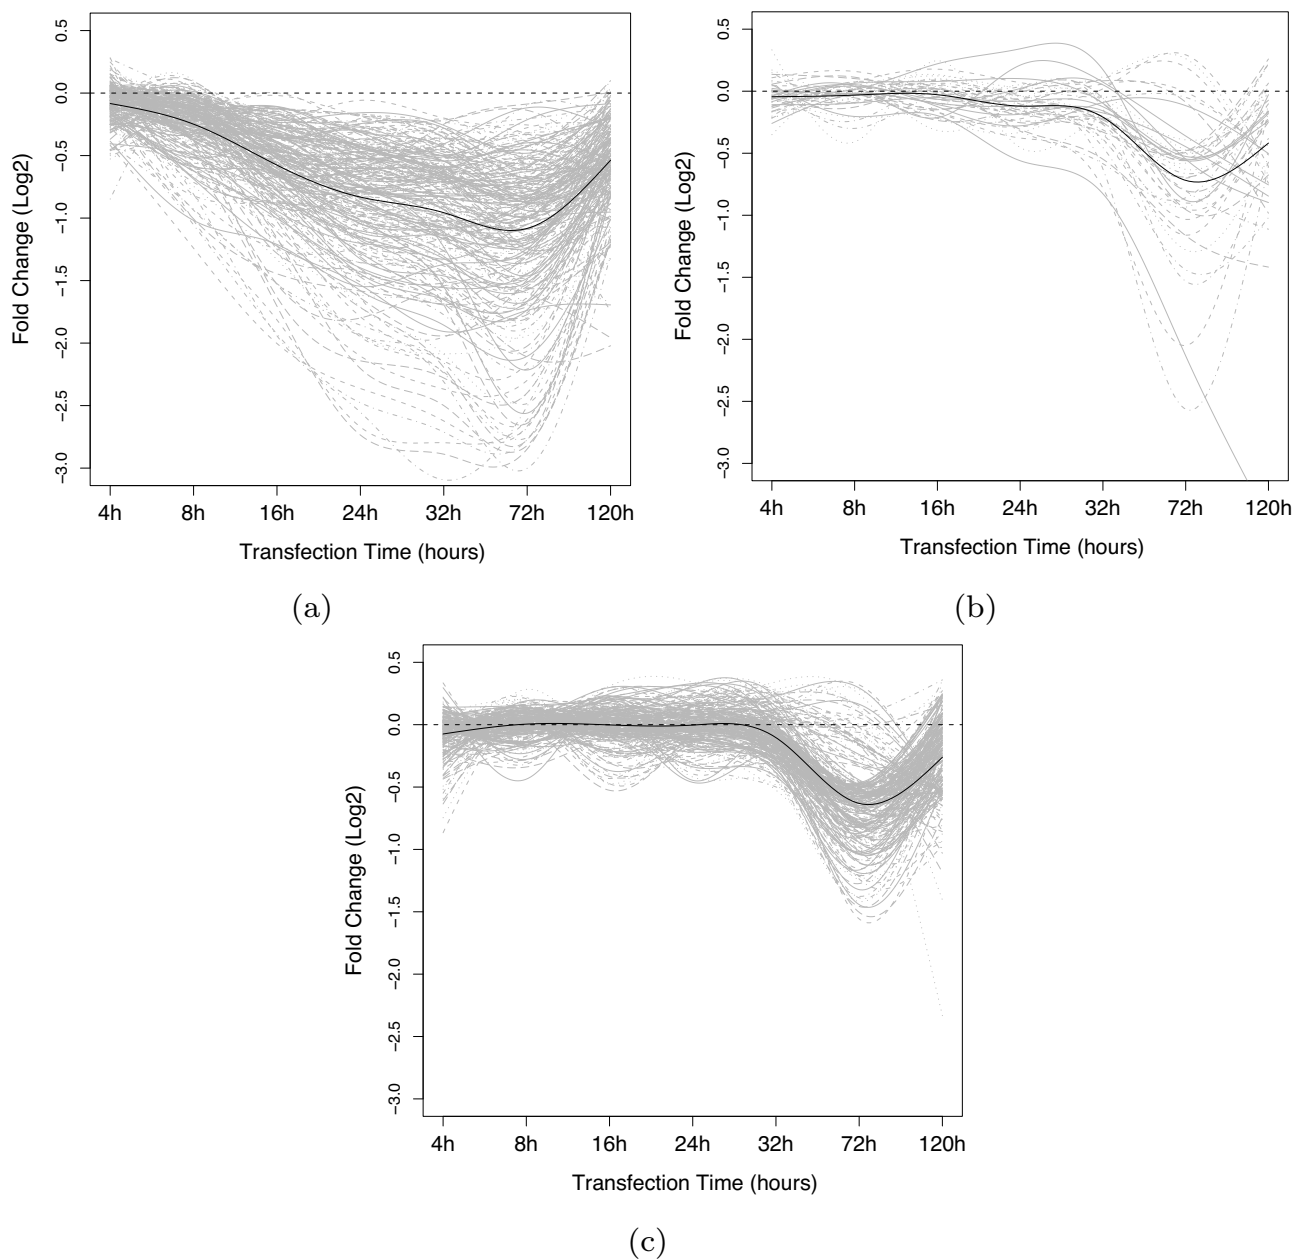 0.5
0.0
−0.5
−1.0
−1.5
−2.0
−2.5
−3.0
Fold Change (Log2)
4h 8h 16h 24h 32h 72h 120h
Transfection Time (hours)
(a)
0.5
0.0
−0.5
−1.0
−1.5
−2.0
−2.5
−3.0
Fold Change (Log2)
4h 8h 16h 24h 32h 72h 120h
Transfection Time (hours)
(b)
0.5
0.0
−0.5
−1.0
−1.5
−2.0
−2.5
−3.0
Fold Change (Log2)
4h 8h 16h 24h 32h 72h 120h
Transfection Time (hours)
(c)